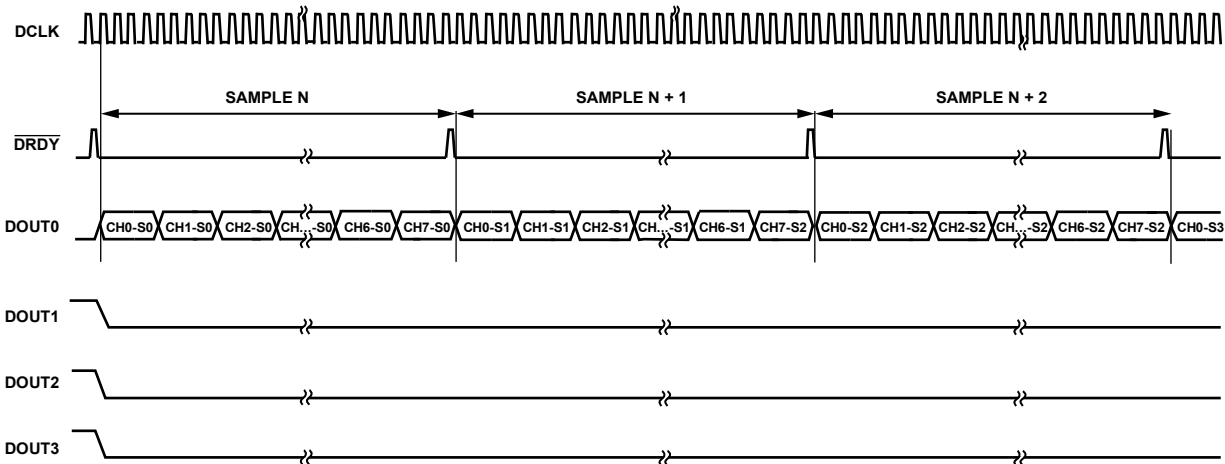 DCLK
SAMPLE N SAMPLE N + 1 SAMPLE N + 2
DRDY
DOUT0 CH0-S0 CH1-S0 CH2-S0 CH...-S0 CH6-S0 CH7-S0 CH0-S1 CH1-S1 CH2-S1 CH...-S1 CH6-S1 CH7-S2 CH0-S2 CH1-S2 CH2-S2 CH...-S2 CH6-S2 CH7-S2 CH0-S3
DOUT1
DOUT2
DOUT3